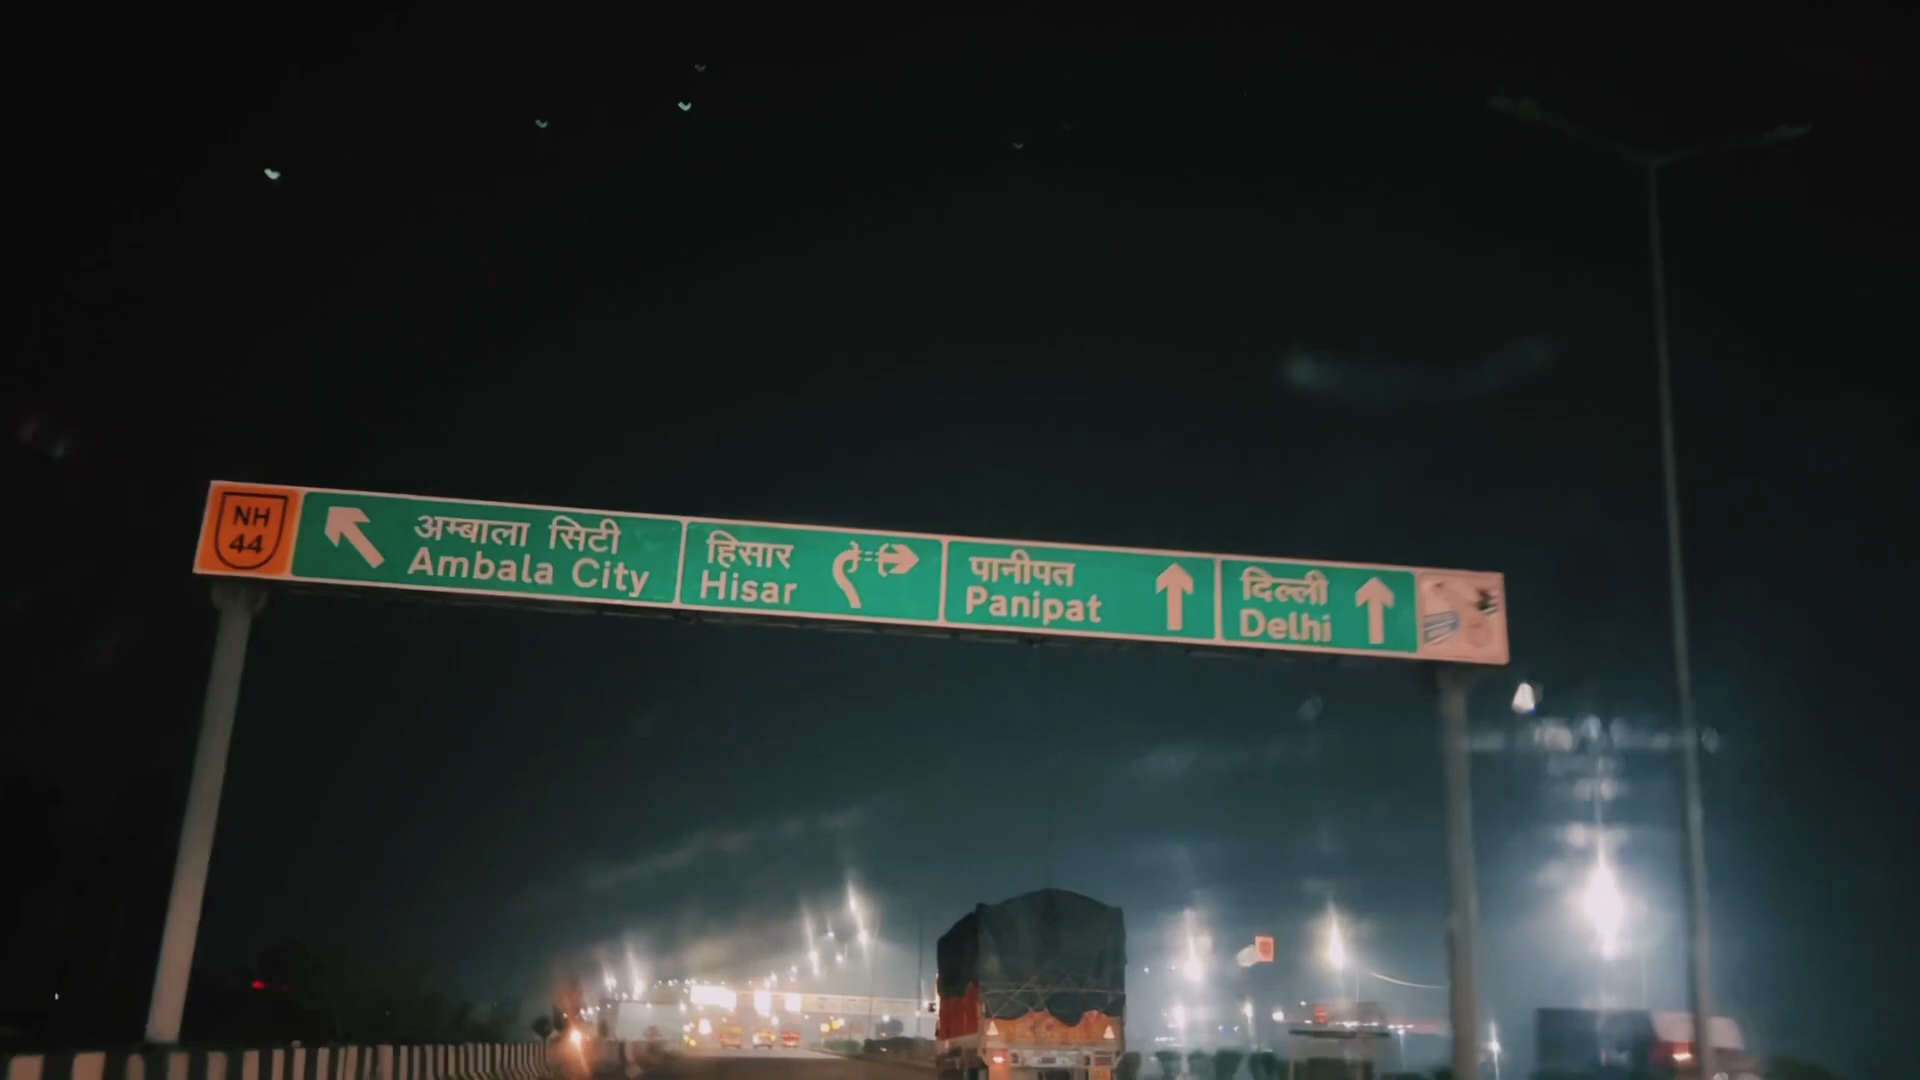 NH
44
अम्बाला सिटी
Ambala City
हिसार
Hisar
पानीपत
Panipat
दिल्ली
Delhi